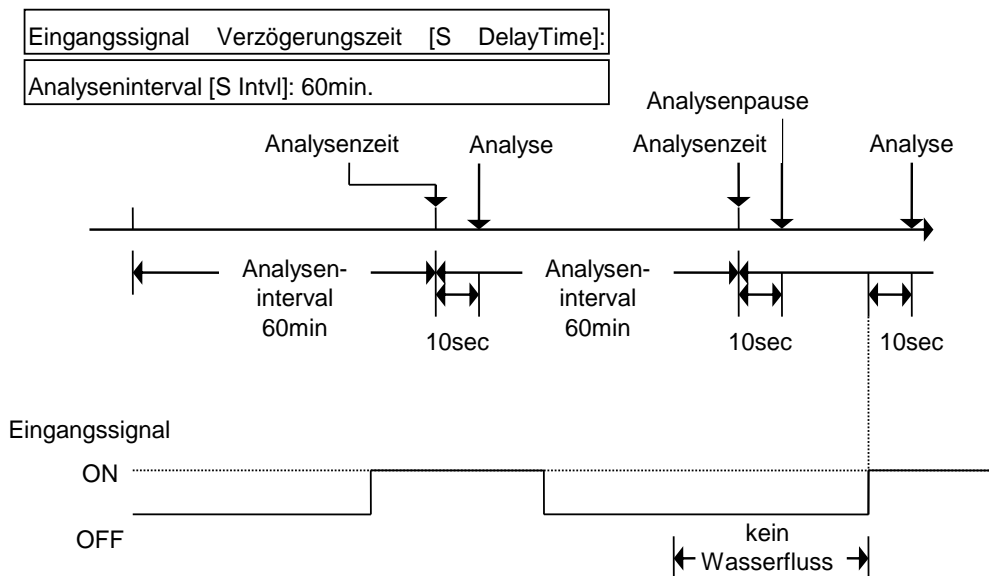 Eingangssignal Verzögerungszeit [S DelayTime]:
Analyseninterval [S Intvl]: 60min.
Analysenpause
Analysenzeit
Analyse
Analysenzeit
Analyse
Analysen-
interval
60min
10sec
Analysen-
interval
60min
10sec
10sec
Eingangssignal
ON
OFF
kein
Wasserfluss